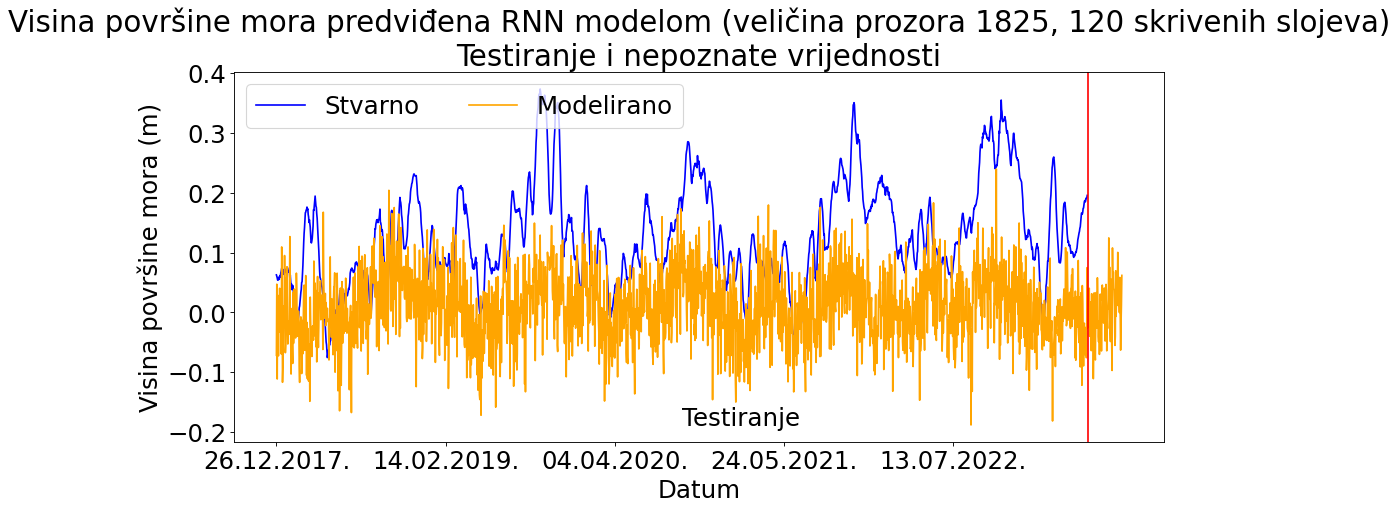 Visina površine mora predviđena RNN modelom (veličina prozora 1825, 120 skrivenih slojeva)
Testiranje i nepoznate vrijednosti
Stvarno Modelirano
Visina površine mora (m)
0.4
0.3
0.2
0.1
0.0
−0.1
−0.2
Testiranje
26.12.2017. 14.02.2019. 04.04.2020. 24.05.2021. 13.07.2022.
Datum